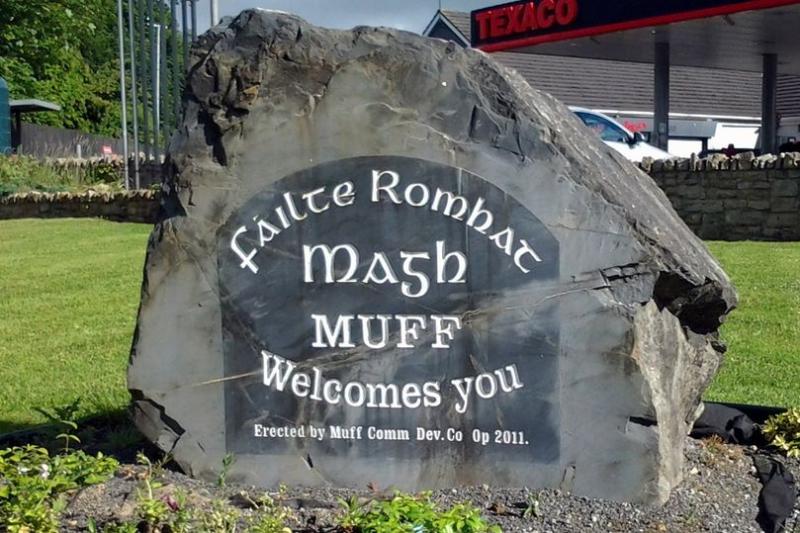 TEXACO
Fáilte Romhat
Magh
MUFF
Welcomes you
Erected by Muff Comm Dev. Co Op 2011.